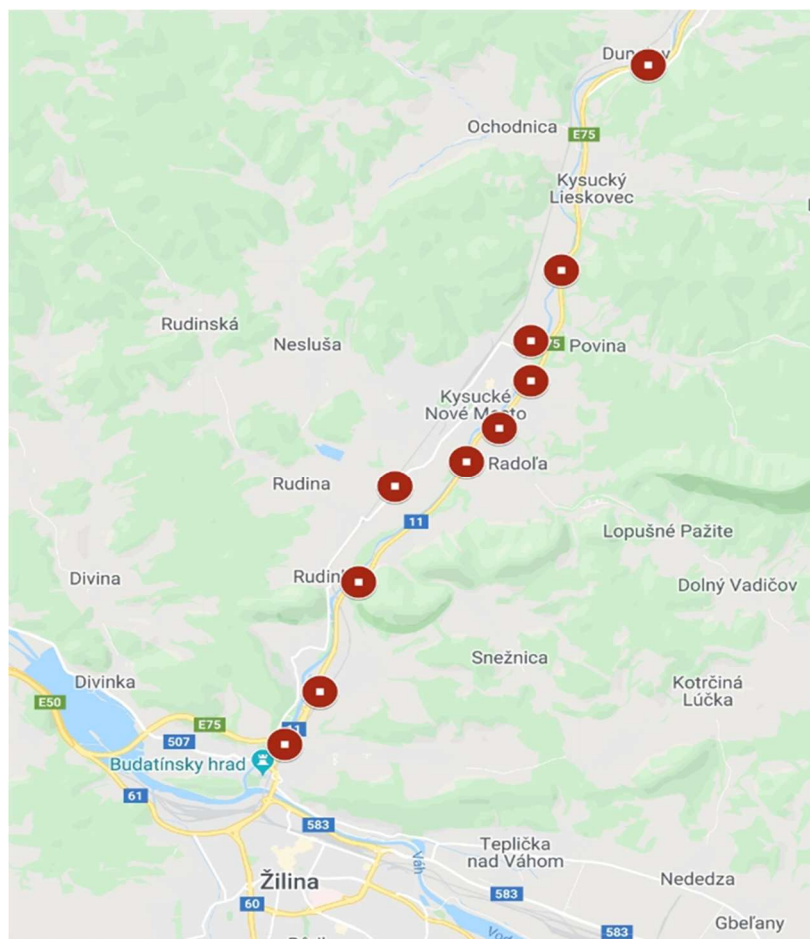 Ochodnica
E75
Kysucký
Lieskovec
Rudinská
Nesluša
Povina
Kysucké
Nové
Radoľa
Rudina
11
Lopušné Pažite
Divina
Dolný Vadičov
Snežnica
Divinka
Kotrčiná
Lúčka
E50
E75
507
Budatínsky hrad
61
583
Teplička
nad Váhom
Váh
Žilina
Nededza
583
60
Gbeľany
583